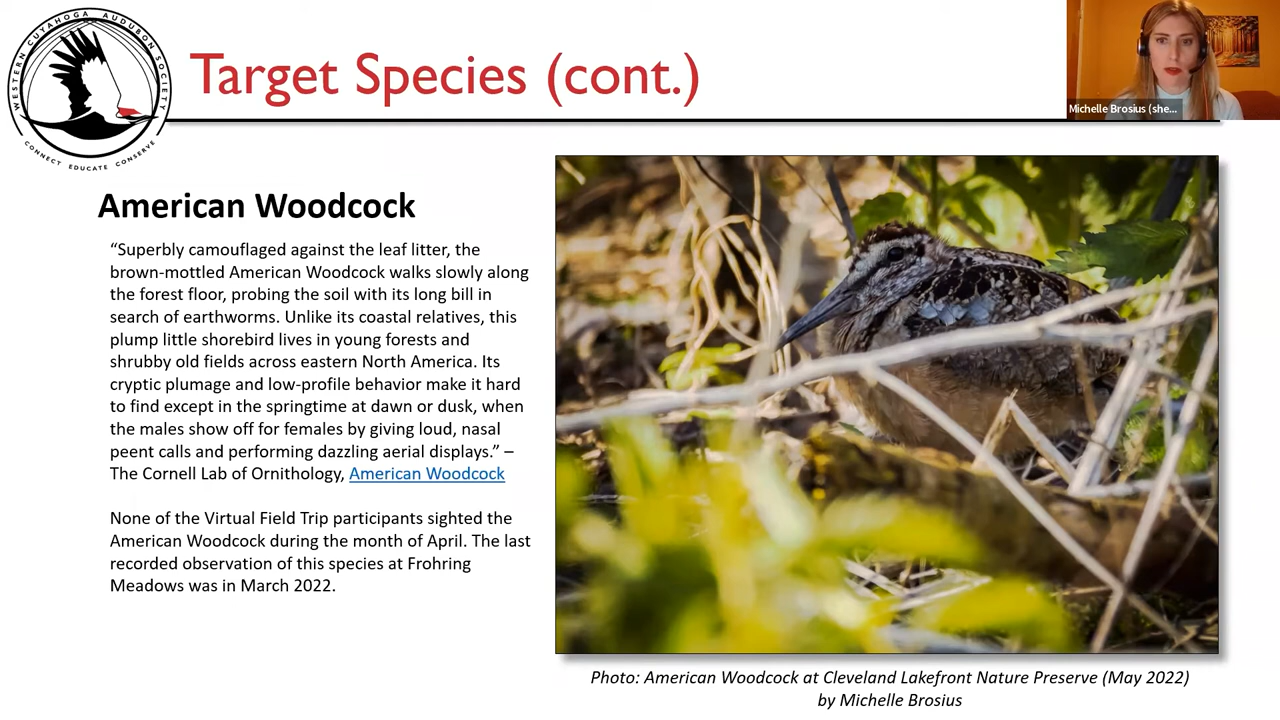 WESTERN CUYAHOGA AUDUBON SOCIETY
CONNECT EDUCATE CONSERVE
Target Species (cont.)
Michelle Brosius (she...
American Woodcock
“Superbly camouflaged against the leaf litter, the
brown-mottled American Woodcock walks slowly along
the forest floor, probing the soil with its long bill in
search of earthworms. Unlike its coastal relatives, this
plump little shorebird lives in young forests and
shrubby old fields across eastern North America. Its
cryptic plumage and low-profile behavior make it hard
to find except in the springtime at dawn or dusk, when
the males show off for females by giving loud, nasal
peent calls and performing dazzling aerial displays.” –
The Cornell Lab of Ornithology, American Woodcock
None of the Virtual Field Trip participants sighted the
American Woodcock during the month of April. The last
recorded observation of this species at Frohring
Meadows was in March 2022.
Photo: American Woodcock at Cleveland Lakefront Nature Preserve (May 2022)
by Michelle Brosius